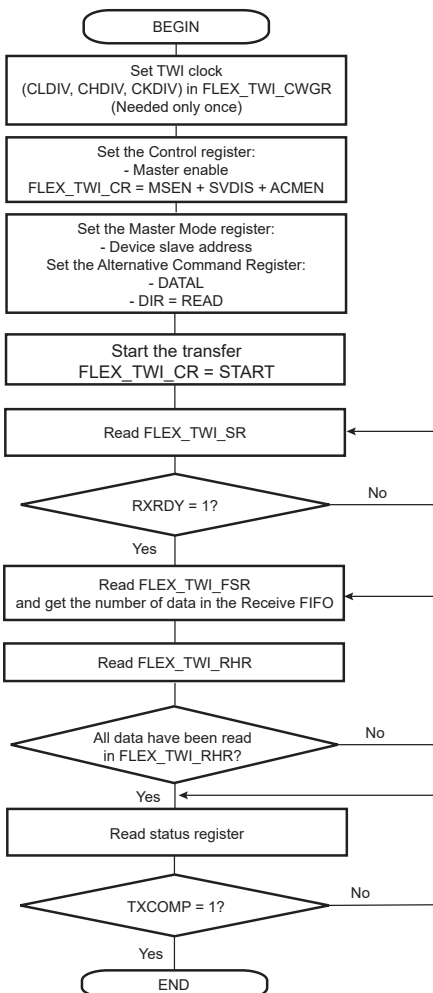 BEGIN
Set TWI clock
(CLDIV, CHDIV, CKDIV) in FLEX_TWI_CWGR
(Needed only once)
Set the Control register:
- Master enable
FLEX_TWI_CR = MSEN + SVDIS + ACMEN
Set the Master Mode register:
- Device slave address
Set the Alternative Command Register:
- DATAL
- DIR = READ
Start the transfer
FLEX_TWI_CR = START
Read FLEX_TWI_SR
RXRDY = 1?
No
Yes
Read FLEX_TWI_FSR
and get the number of data in the Receive FIFO
Read FLEX_TWI_RHR
All data have been read
in FLEX_TWI_RHR?
No
Yes
Read status register
TXCOMP = 1?
No
Yes
END